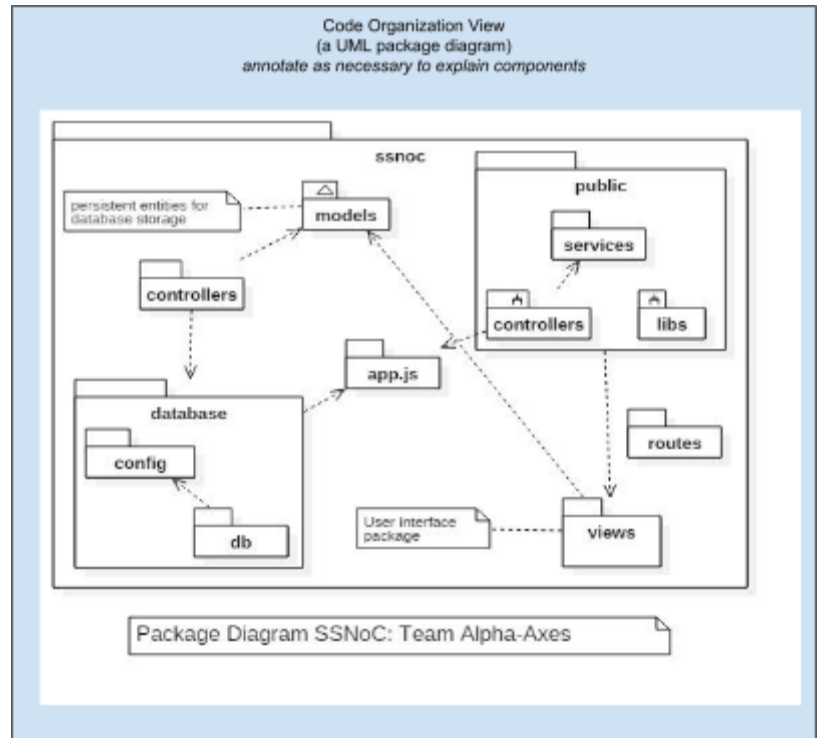 Code Organization View
(a UML package diagram)
annotate as necessary to explain components
ssnoc
public
persistent entities for
database storage
models
services
controllers
controllers
libs
app.js
database
config
db
routes
User interface
package
views
Package Diagram SSNoC: Team Alpha-Axes